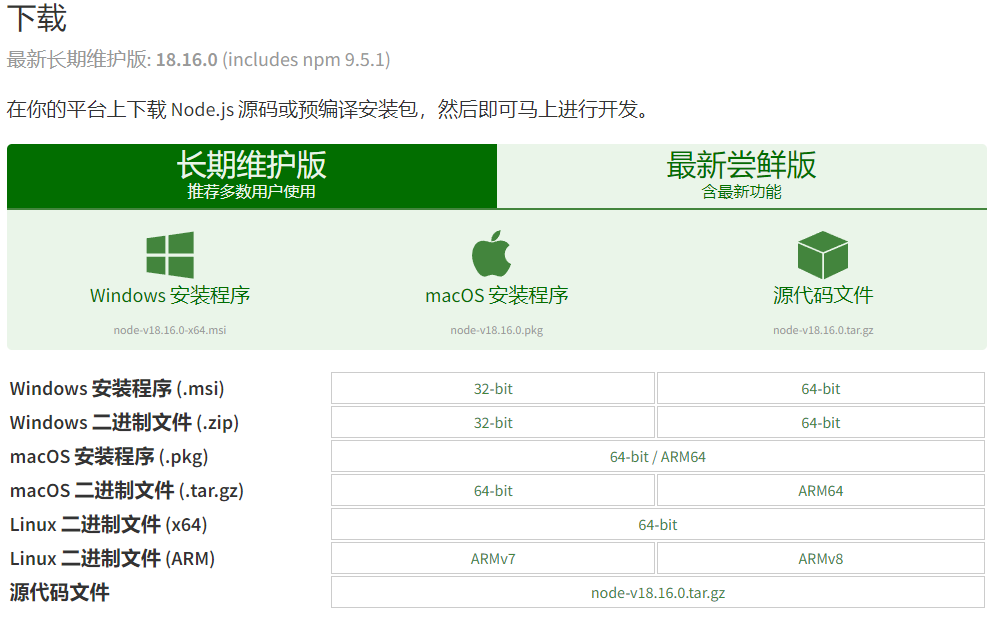 下载
最新长期维护版: 18.16.0 (includes npm 9.5.1)
在你的平台上下载 Node.js 源码或预编译安装包，然后即可马上进行开发。
长期维护版 最新尝鲜版
推荐多数用户使用 含最新功能
Windows 安装程序 macOS 安装程序 源代码文件
node-v18.16.0-x64.msi node-v18.16.0.pkg node-v18.16.0.tar.gz
Windows 安装程序 (.msi) 32-bit 64-bit
Windows 二进制文件 (.zip) 32-bit 64-bit
macOS 安装程序 (.pkg) 64-bit / ARM64
macOS 二进制文件 (.tar.gz) 64-bit ARM64
Linux 二进制文件 (x64) 64-bit
Linux 二进制文件 (ARM) ARMv7 ARMv8
源代码文件 node-v18.16.0.tar.gz